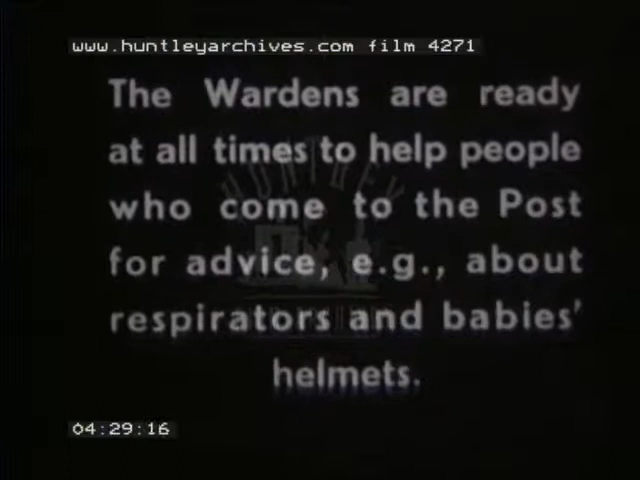 www.huntleyarchives.com film 4271
The Wardens are ready
at all times to help people
who come to the Post
for advice, e.g., about
respirators and babies'
helmets.
HUNTLEY
04:29:16